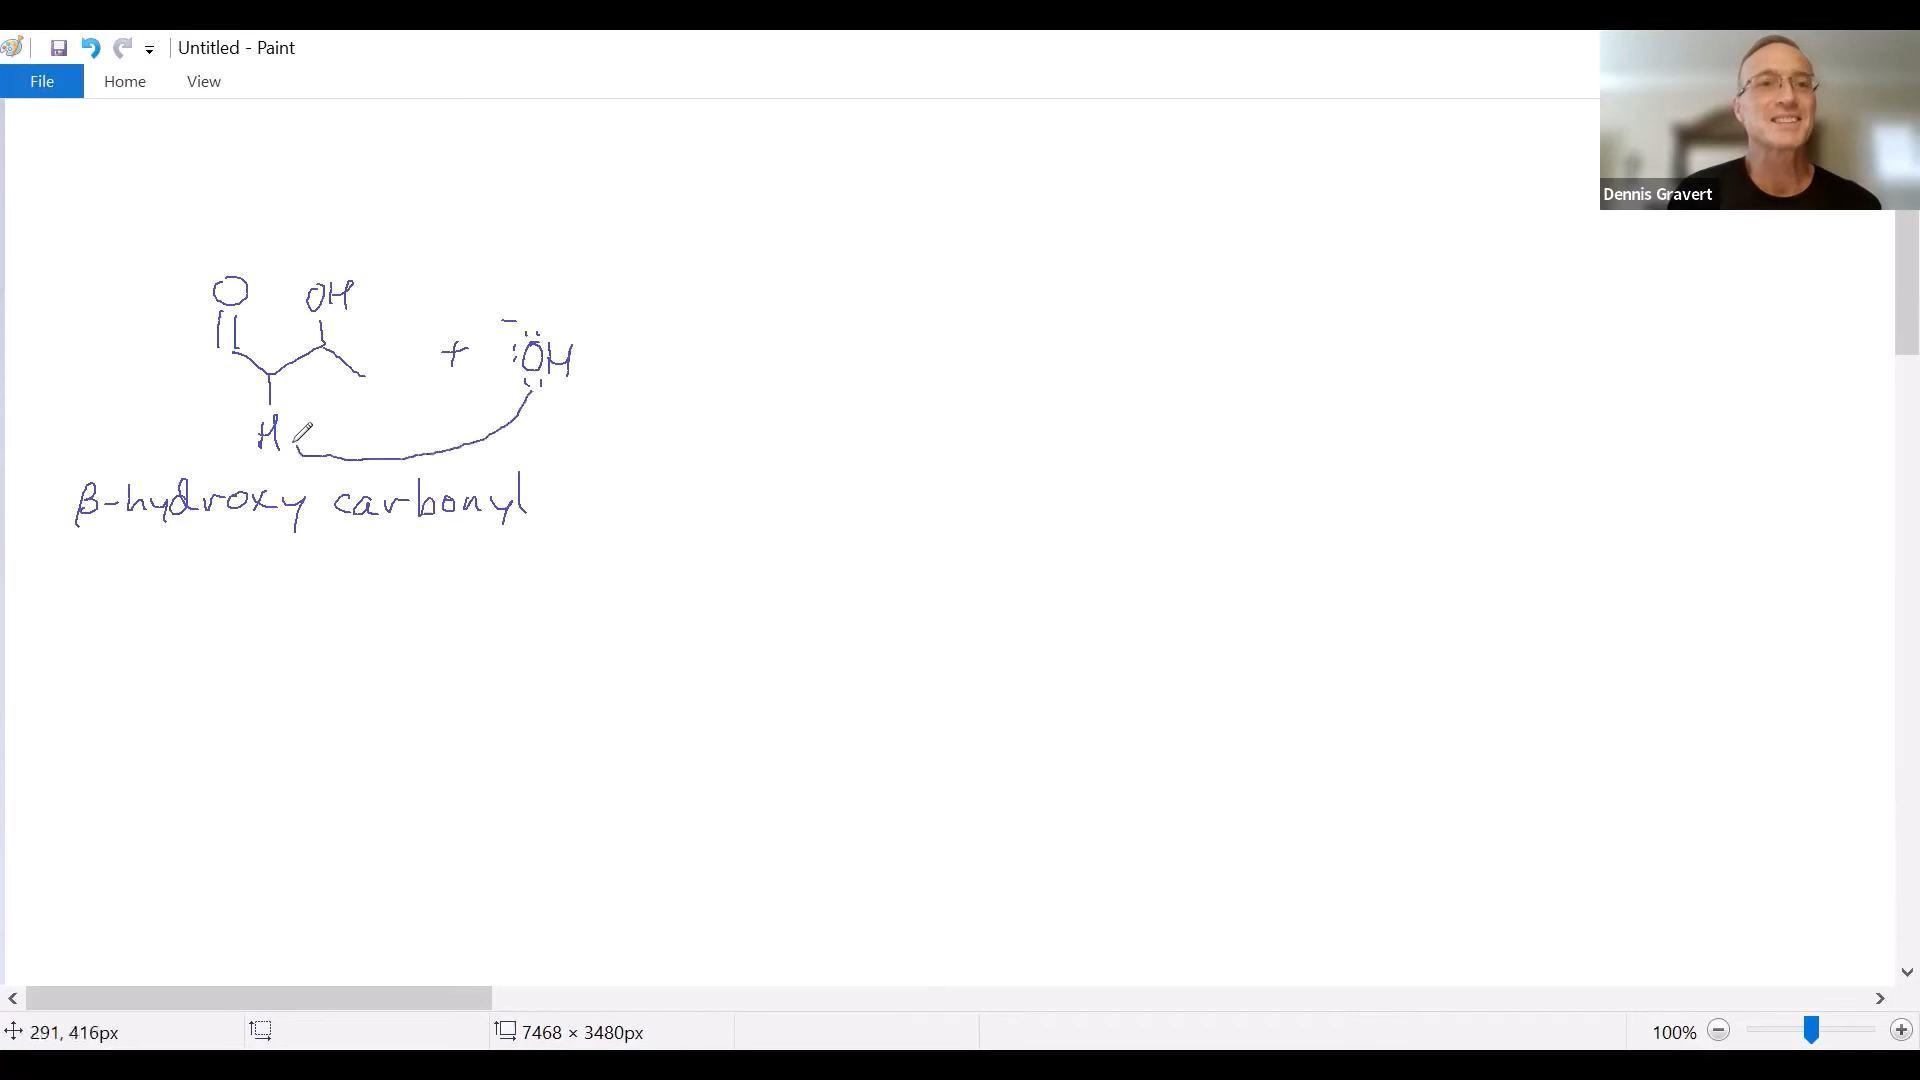 Untitled - Paint
File Home View
Dennis Gravert
O OH
+ - :ÖH
H
β-hydroxy carbonyl
291, 416px
7468 × 3480px
100%